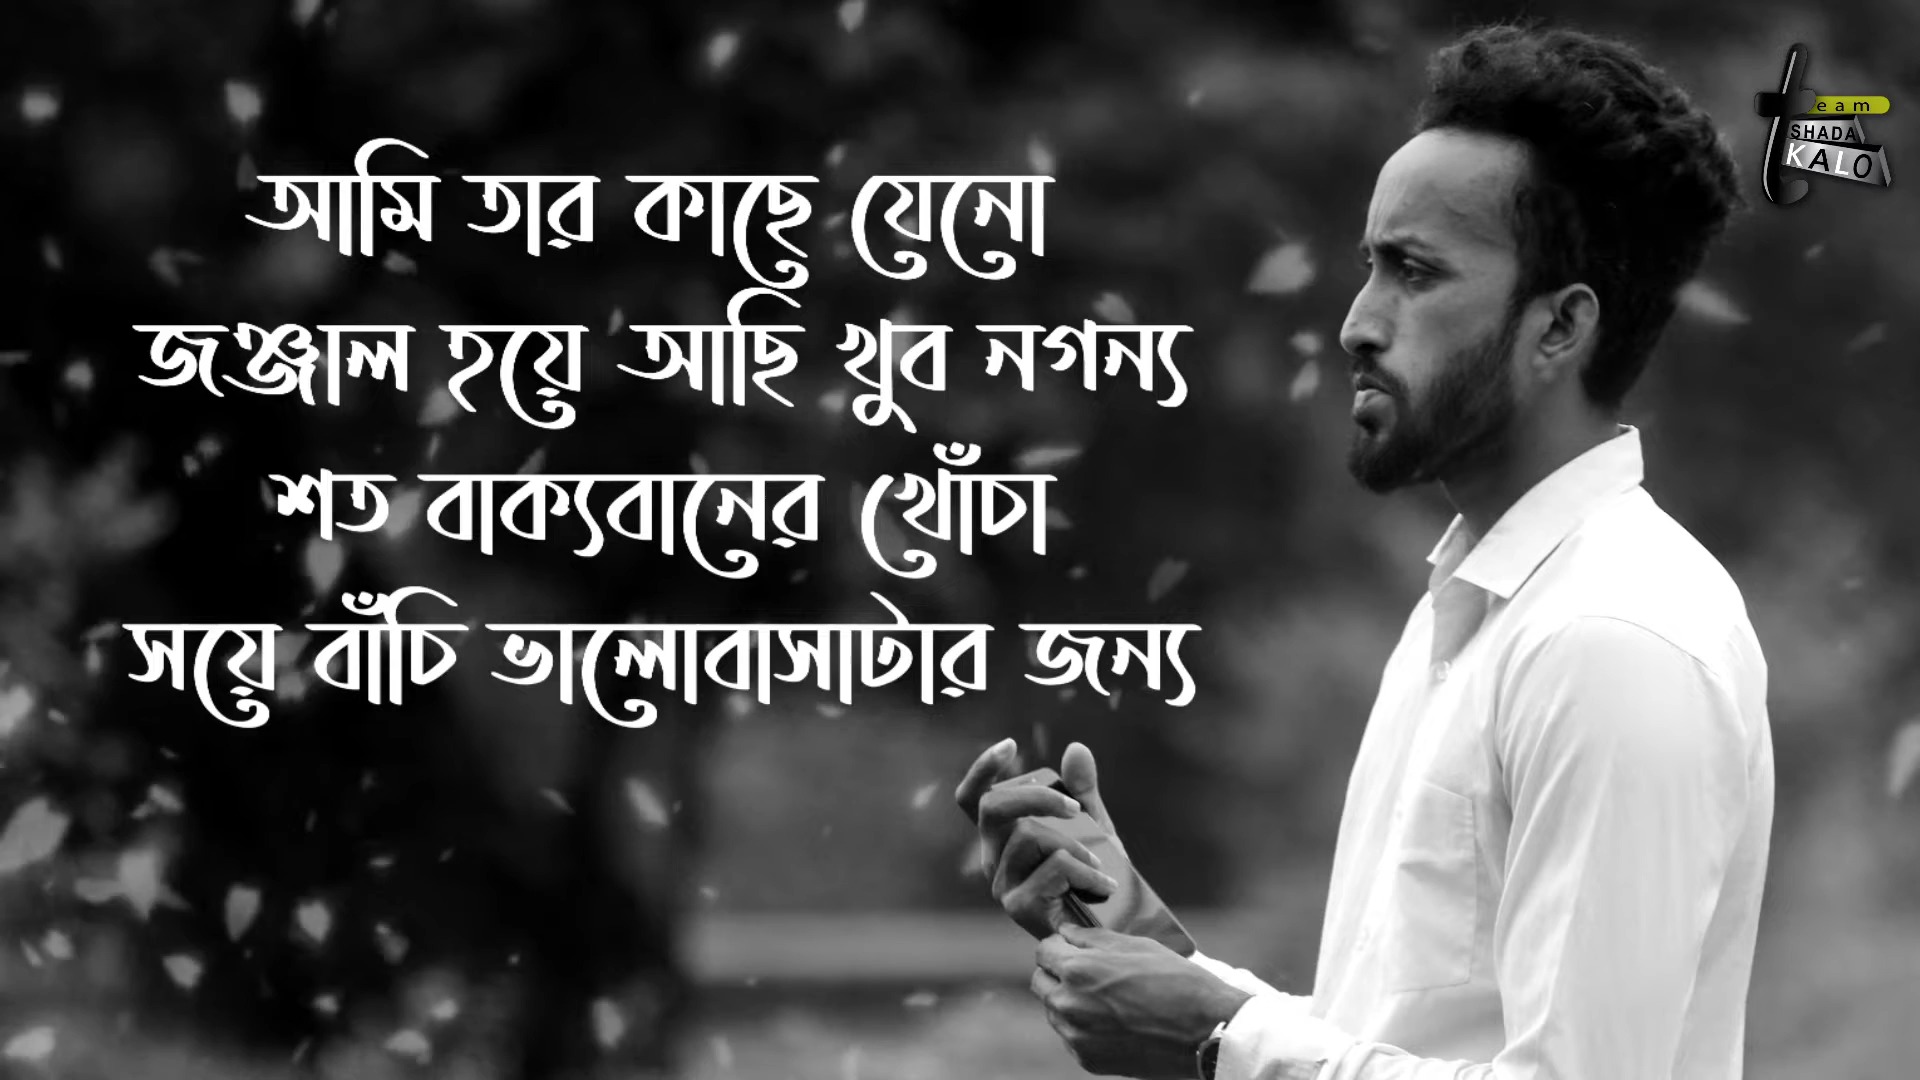 আমি তার কাছে যেনো
জঞ্জাল হয়ে আছি খুব নগন্য
শত বাক্যবানের খোঁচা
সয়ে বাঁচি ভালোবাসাটার জন্য
team
SHADA
KALO